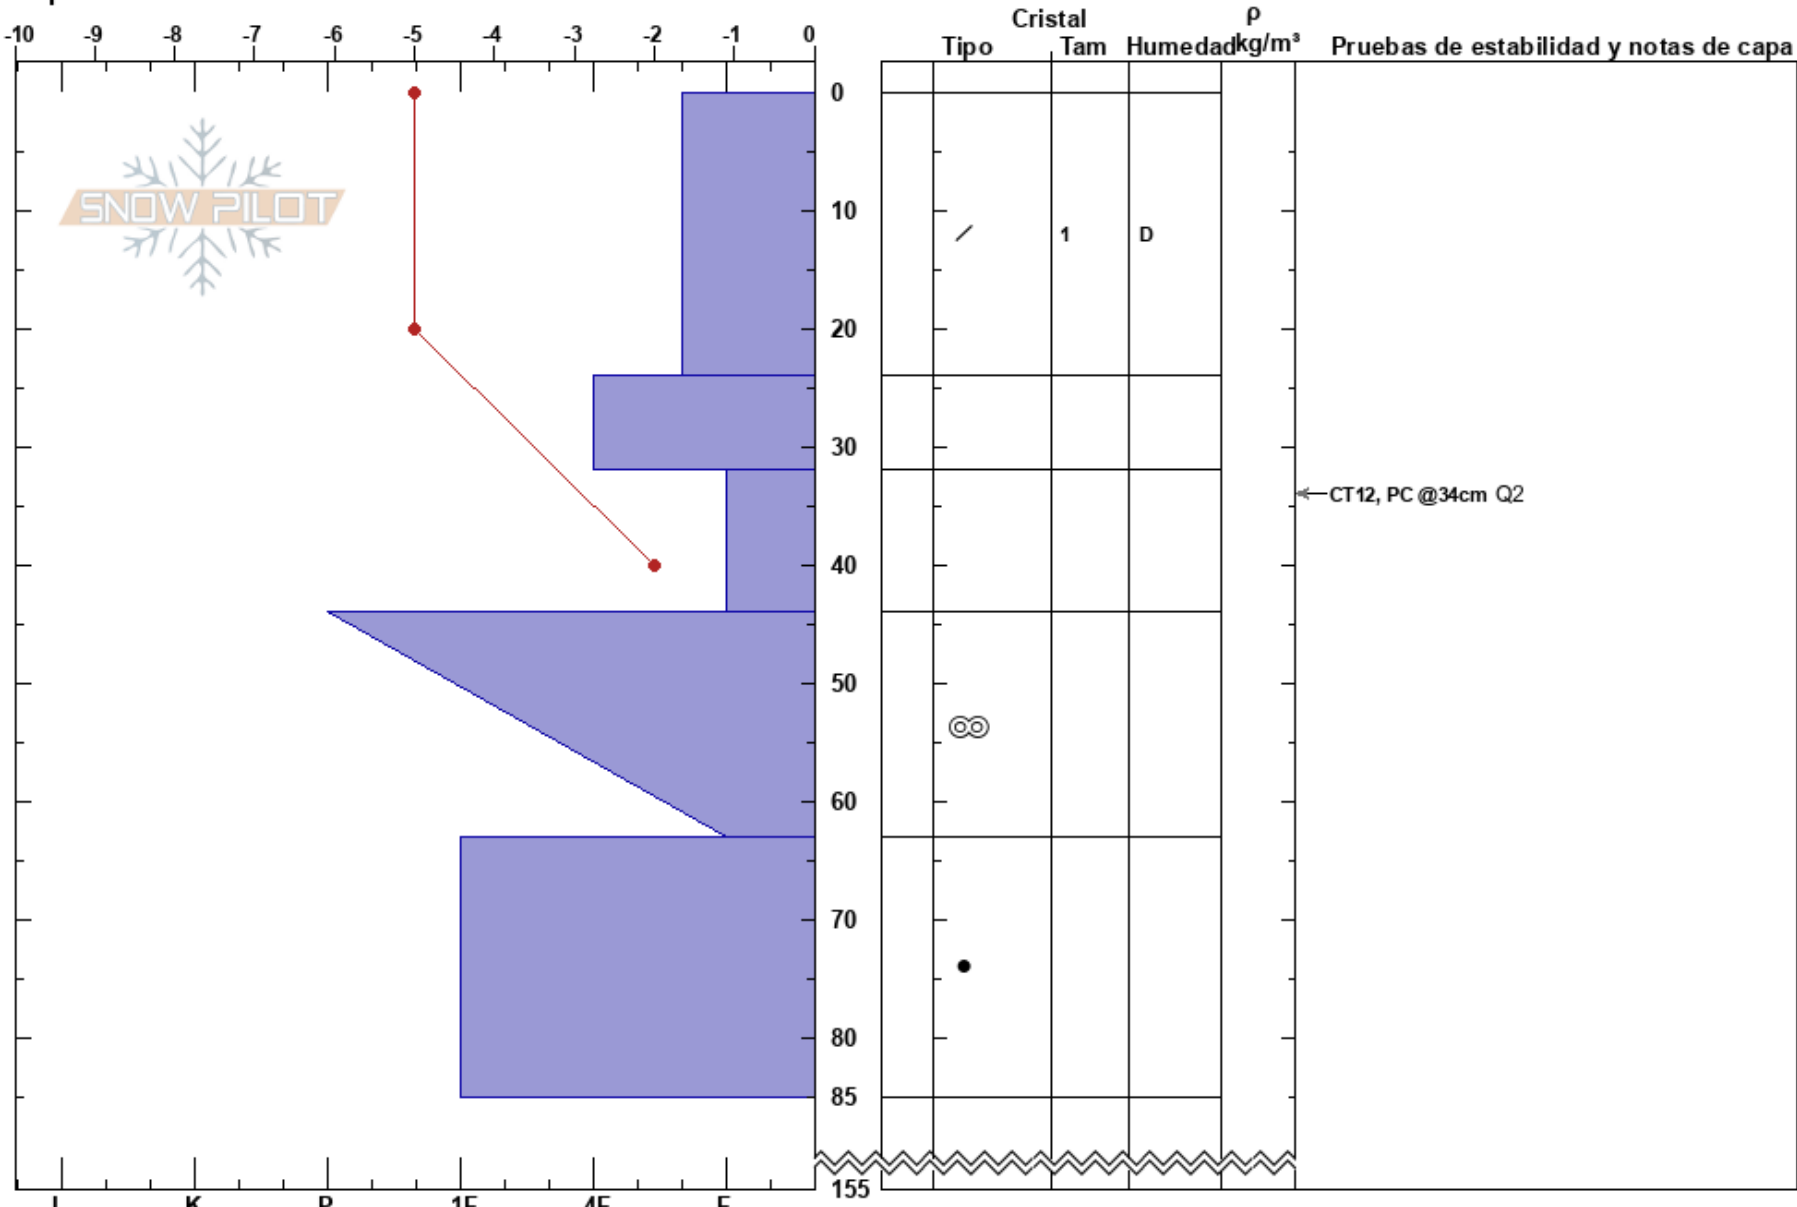 Cristal
ρ
-10 -9 -8 -7 -6 -5 -4 -3 -2 -1 0
Tipo Tam Humedad kg/m³ Pruebas de estabilidad y notas de capa
0
SNOW PILOT
10
1 D
20
30
CT12, PC @34cm Q2
40
50
60
70
80
85
155
I K P 1F 4F F